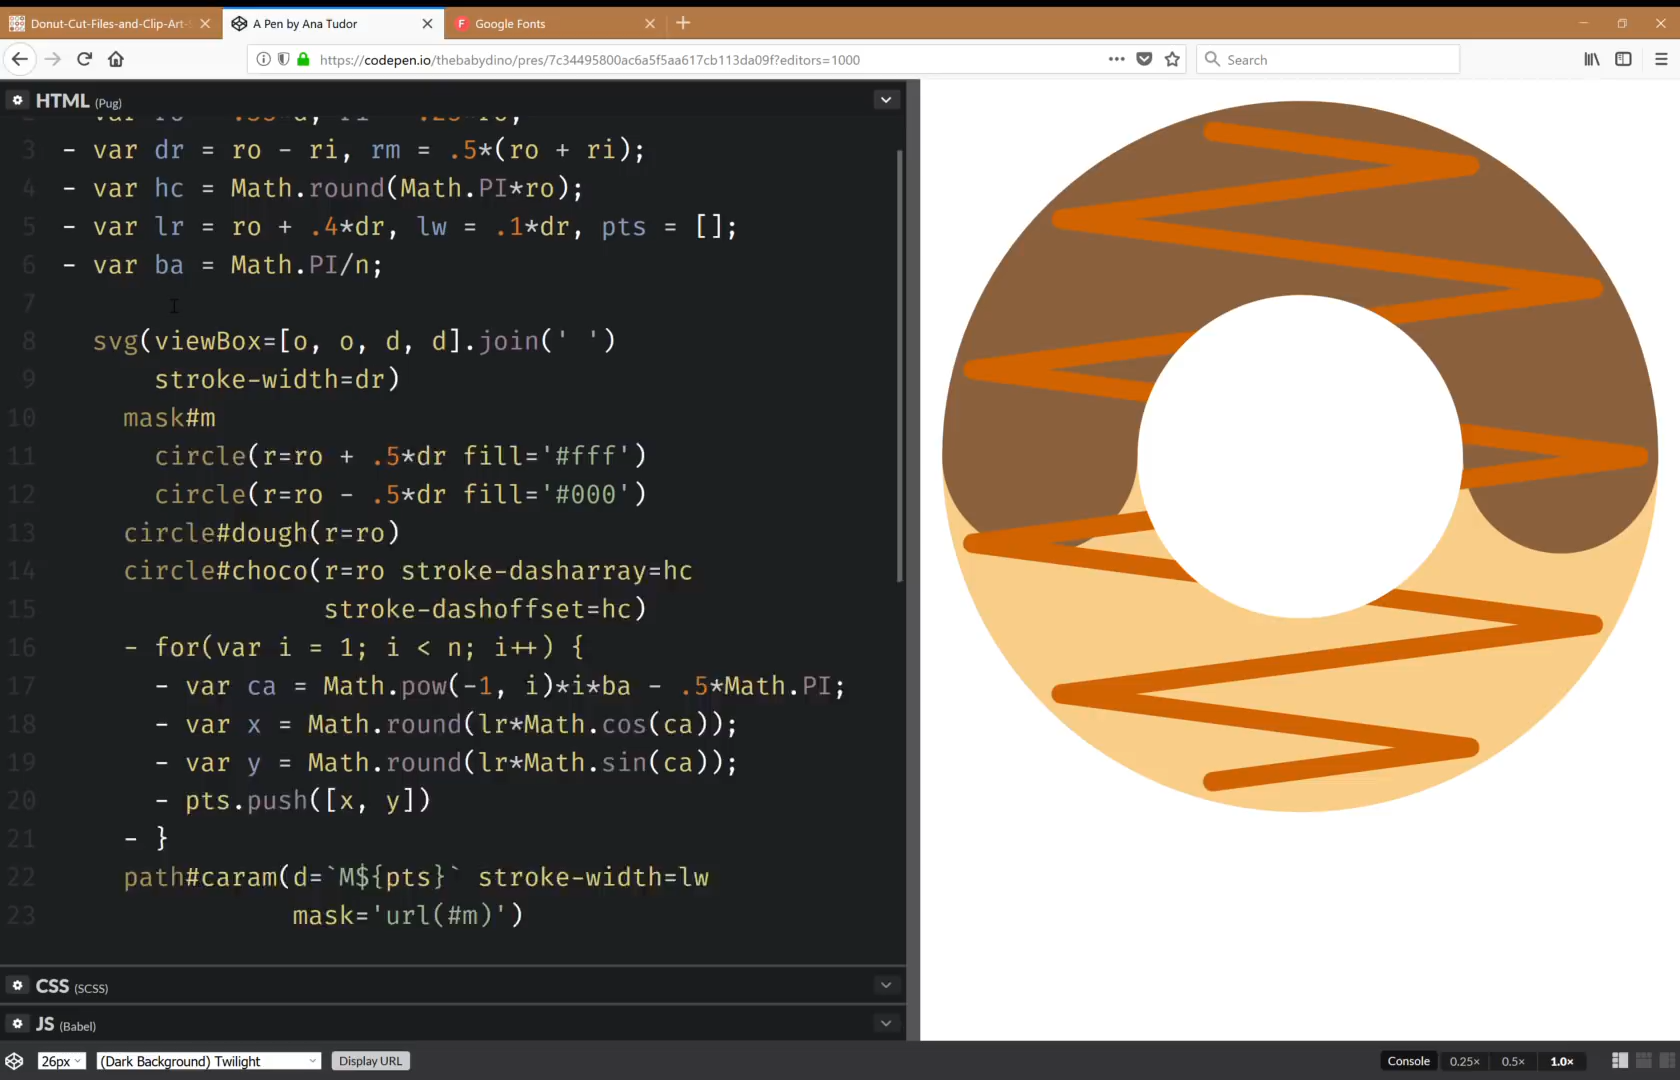 Donut-Cut-Files-and-Clip-Art-
A Pen by Ana Tudor
Google Fonts
https://codepen.io/thebabydino/pres/7c34495800ac6a5f5aa617cb113da09f?editors=1000
Search
HTML (Pug)
3 - var dr = ro - ri, rm = .5*(ro + ri);
4 - var hc = Math.round(Math.PI*ro);
5 - var lr = ro + .4*dr, lw = .1*dr, pts = [];
6 - var ba = Math.PI/n;
7
8 svg(viewBox=[o, o, d, d].join(' ')
9 stroke-width=dr)
10 mask#m
11 circle(r=ro + .5*dr fill='#fff')
12 circle(r=ro - .5*dr fill='#000')
13 circle#dough(r=ro)
14 circle#choco(r=ro stroke-dasharray=hc
15 stroke-dashoffset=hc)
16 - for(var i = 1; i < n; i++) {
17 - var ca = Math.pow(-1, i)*i*ba - .5*Math.PI;
18 - var x = Math.round(lr*Math.cos(ca));
19 - var y = Math.round(lr*Math.sin(ca));
20 - pts.push([x, y])
21 - }
22 path#caram(d=`M${pts}` stroke-width=lw
23 mask='url(#m)')
CSS (SCSS)
JS (Babel)
26px
(Dark Background) Twilight
Display URL
Console
0.25×
0.5×
1.0×